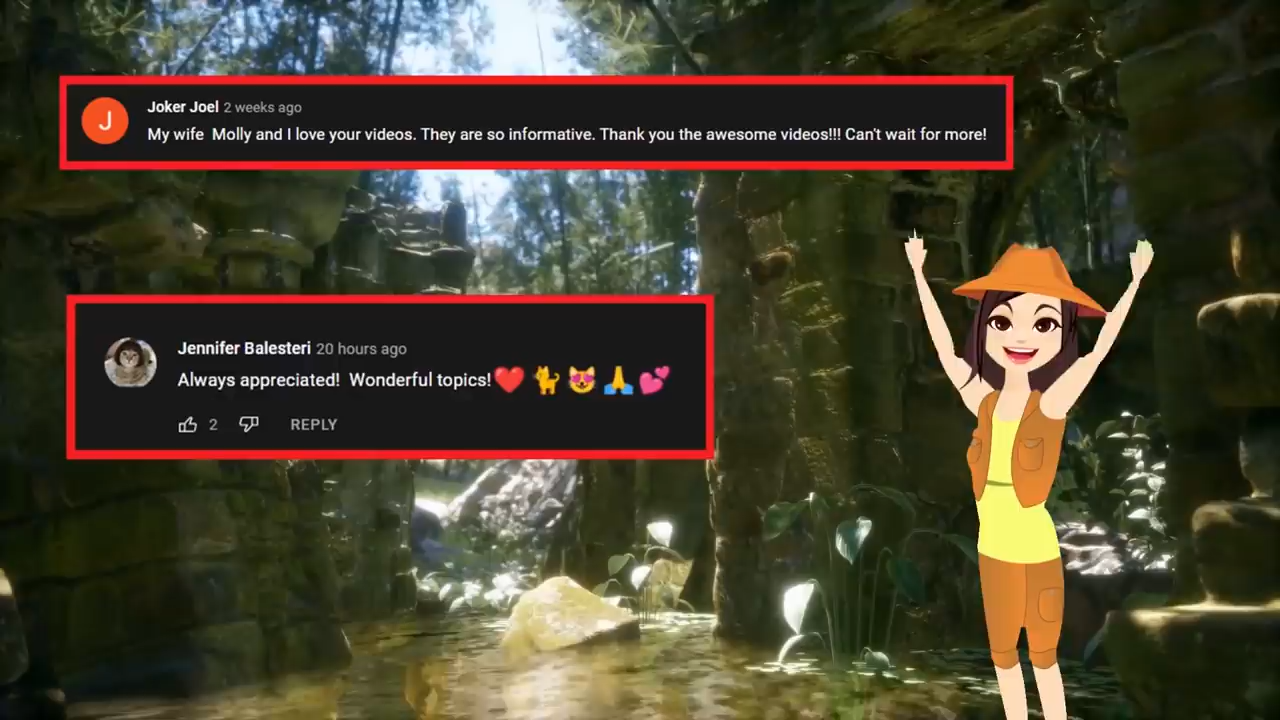 J
Joker Joel 2 weeks ago
My wife  Molly and I love your videos. They are so informative. Thank you the awesome videos!!! Can't wait for more!
Jennifer Balesteri 20 hours ago
Always appreciated!  Wonderful topics!❤️ 🐈 😻 🙏 💕
2 REPLY